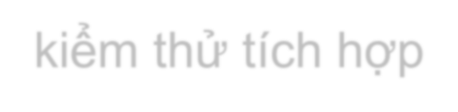 kiểm thử tích hợp